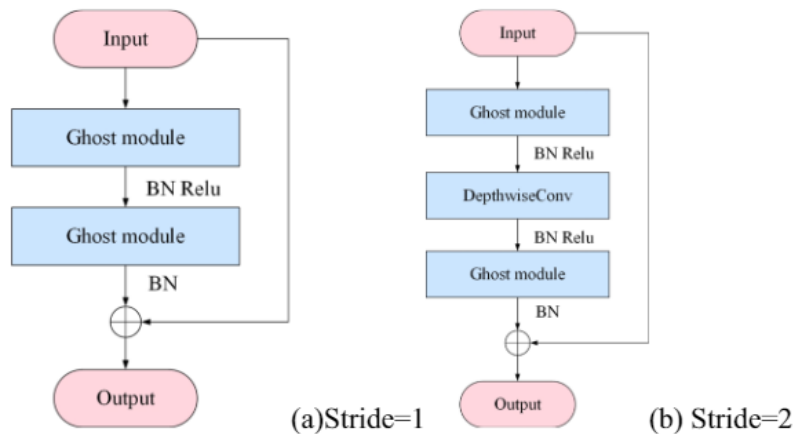 Input
Ghost module
BN Relu
Ghost module
BN
Output
(a)Stride=1
Input
Ghost module
BN Relu
DepthwiseConv
BN Relu
Ghost module
BN
Output
(b) Stride=2